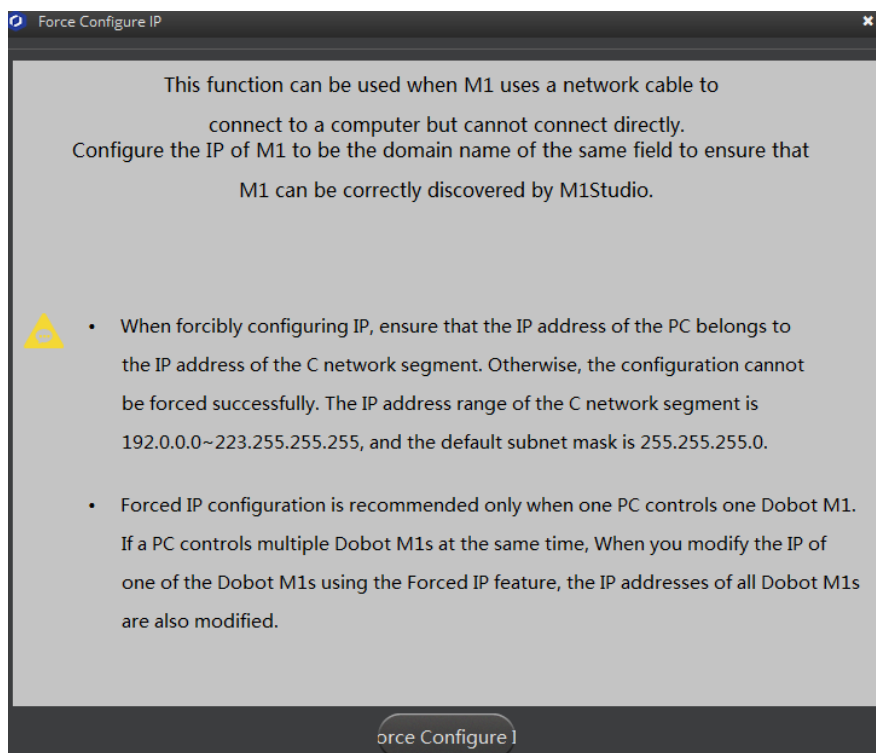 Force Configure IP
This function can be used when M1 uses a network cable to
connect to a computer but cannot connect directly.
Configure the IP of M1 to be the domain name of the same field to ensure that
M1 can be correctly discovered by M1Studio.
• When forcibly configuring IP, ensure that the IP address of the PC belongs to
the IP address of the C network segment. Otherwise, the configuration cannot
be forced successfully. The IP address range of the C network segment is
192.0.0.0~223.255.255.255, and the default subnet mask is 255.255.255.0.
• Forced IP configuration is recommended only when one PC controls one Dobot M1.
If a PC controls multiple Dobot M1s at the same time, When you modify the IP of
one of the Dobot M1s using the Forced IP feature, the IP addresses of all Dobot M1s
are also modified.
orce Configure I